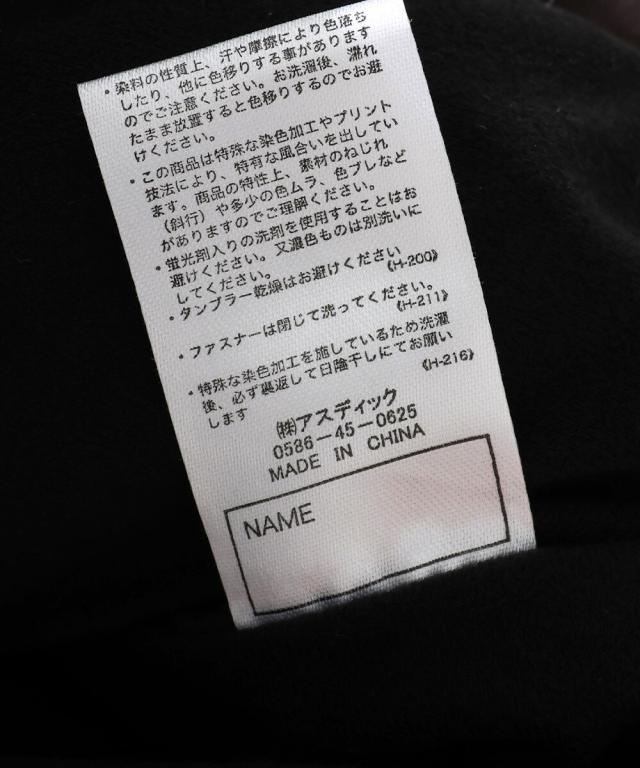 ・染料の性質上、汗や摩擦により色落ち
したり、他に色移りする事があります
のでご注意ください。お洗濯後、濡れ
たまま放置すると色移りするのでお避
けください。
・この商品は特殊な染色加工やプリント
技法により、特有な風合いを出してい
ます。商品の特性上、素材のねじれ
（斜行）や多少の色ムラ、色ブレなど
がありますのでご理解ください。
・蛍光剤入りの洗剤を使用することはお
避けください。又濃色ものは別洗いに
してください。
・タンブラー乾燥はお避けください
《H-200》
・ファスナーは閉じて洗ってください。
《H-211》
・特殊な染色加工を施しているため洗濯
後、必ず裏返して日陰干しにてお願い
します
《H-216》
㈱アスディック
0586-45-0625
MADE IN CHINA
NAME